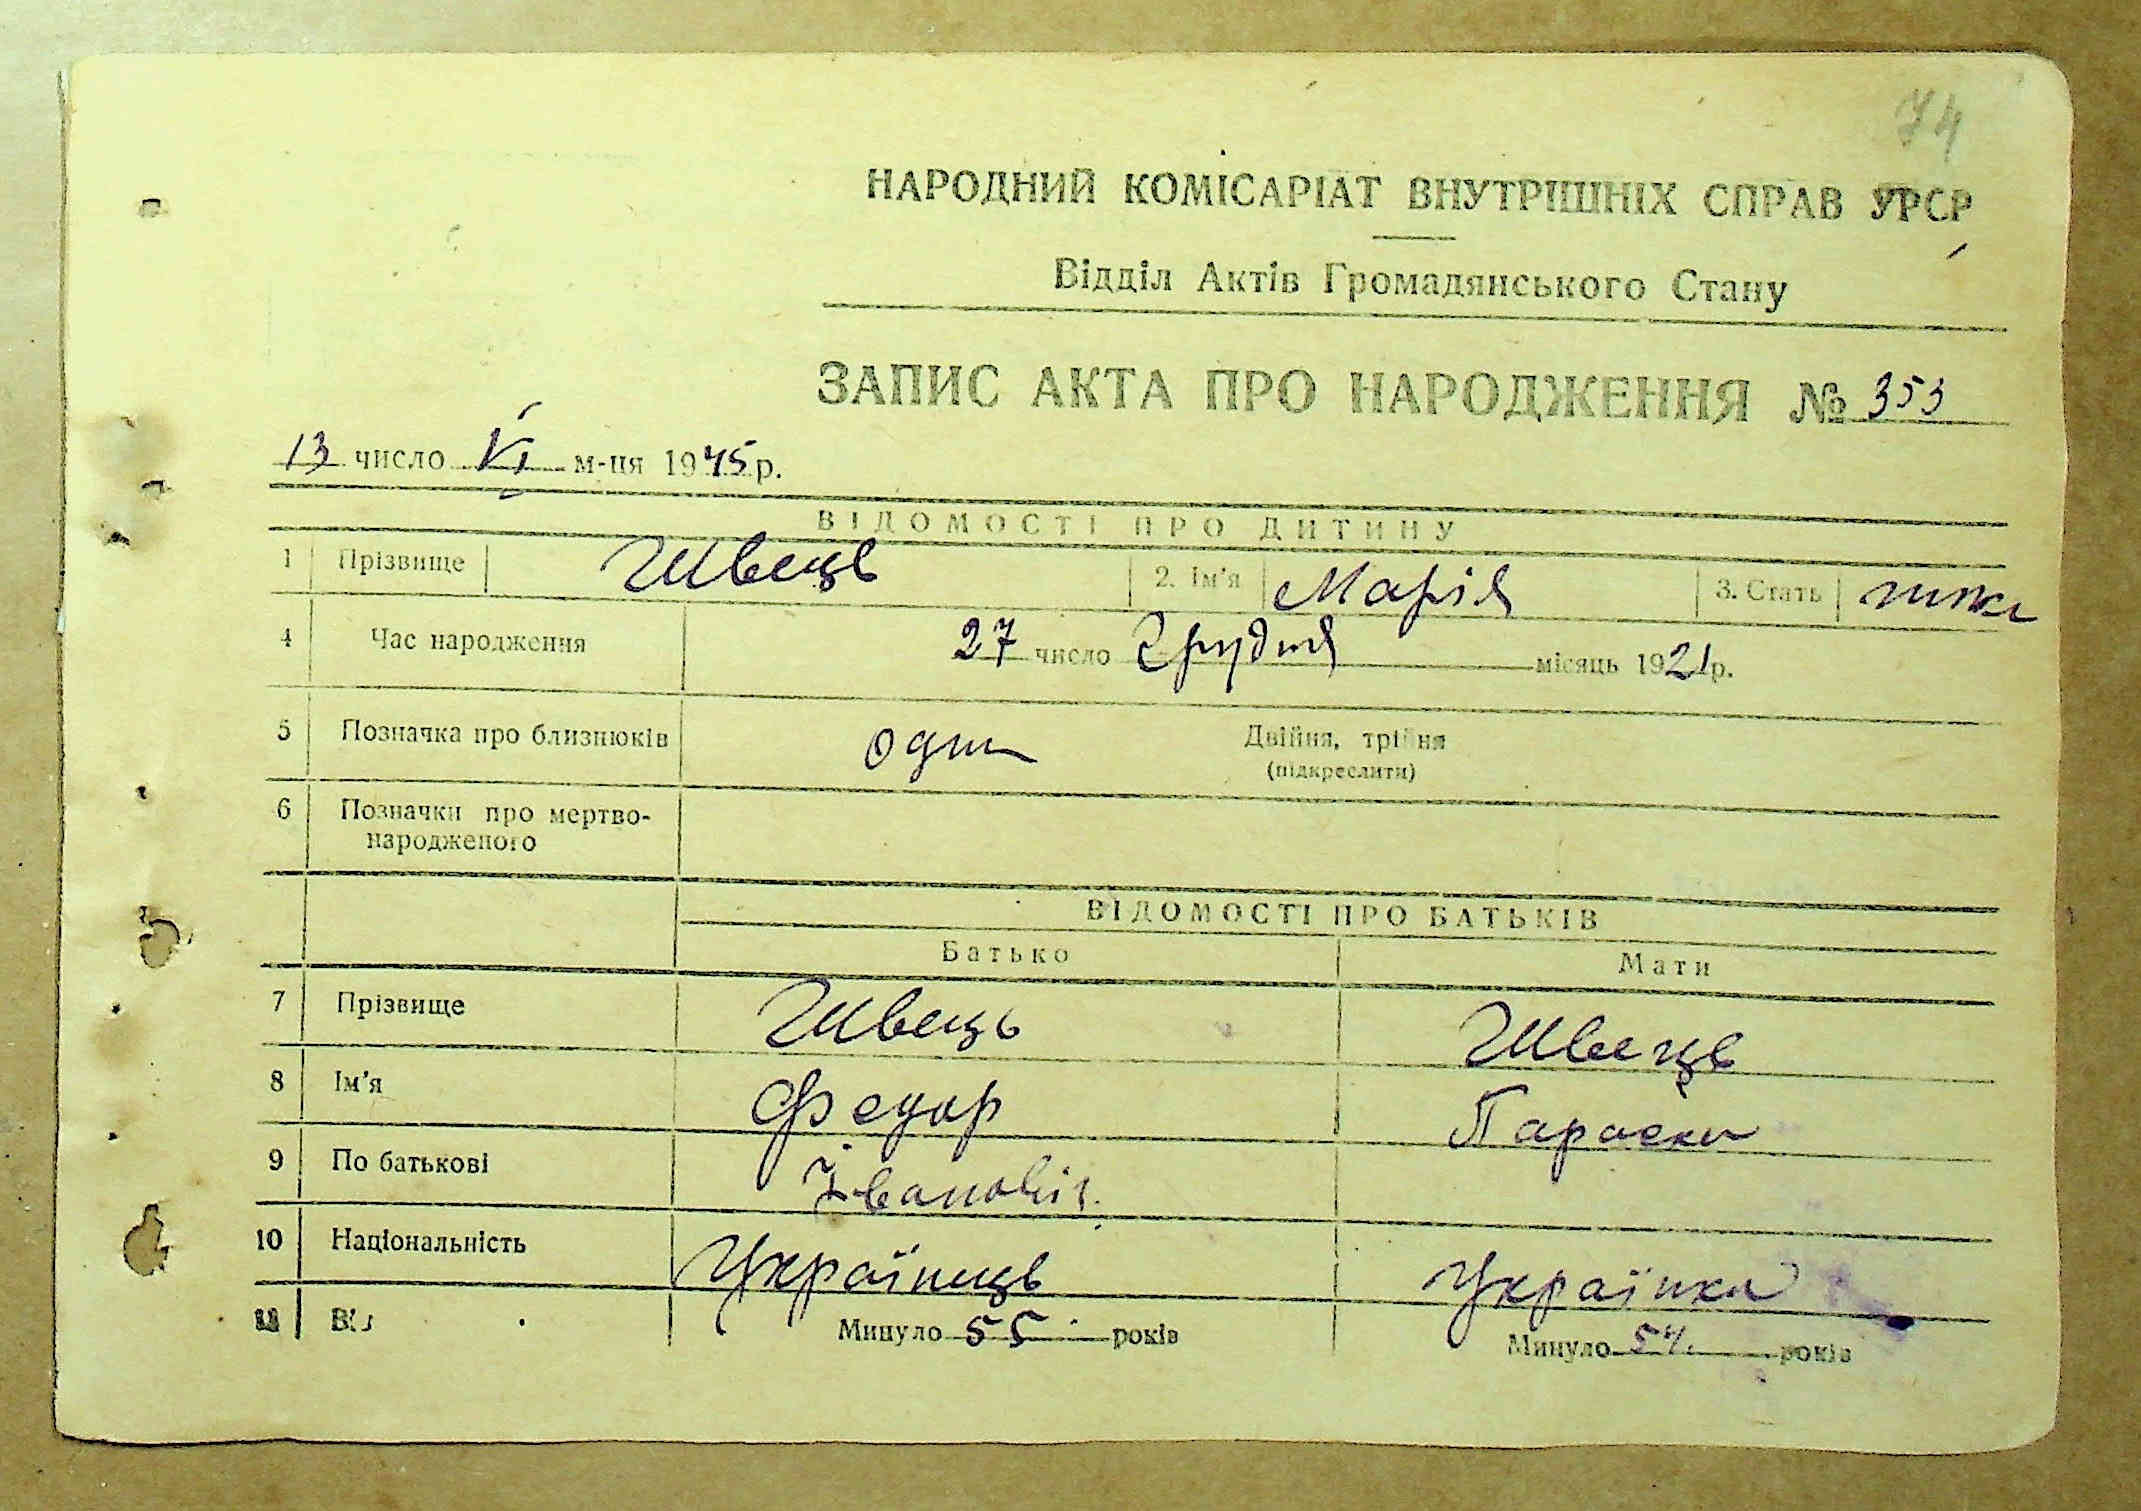 74
НАРОДНИЙ КОМІСАРІАТ ВНУТРІШНІХ СПРАВ УРСР
Відділ Актів Громадянського Стану
ЗАПИС АКТА ПРО НАРОДЖЕННЯ № 353
13 число VI м-ця 1945 р.
ВІДОМОСТІ ПРО ДИТИНУ
1 Прізвище Швець 2. Ім'я Марія 3. Стать
4 Час народження 27 число Грудня місяць 1921р.
5 Позначка про близнюків один Двійня, трійня
(підкреслити)
6 Позначки про мертво-
народженого
ВІДОМОСТІ ПРО БАТЬКІВ
Батько Мати
7 Прізвище Швець Швець
8 Ім'я Федор Параска
9 По батькові Іванович
10 Національність Українець Українка
11 Минуло 55 років Минуло 54 років